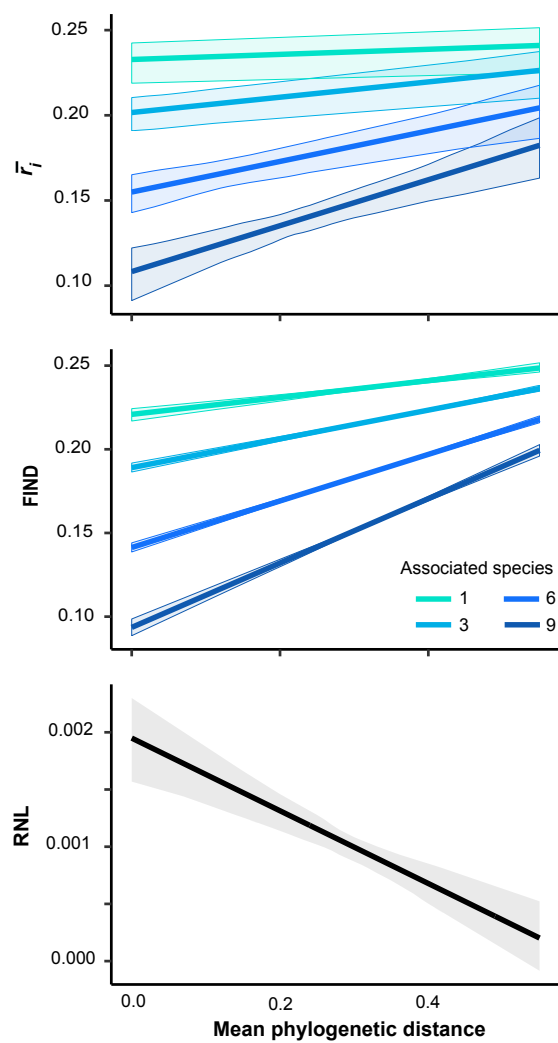 0.25
0.20
0.15
0.10
r̄ᵢ
0.25
0.20
0.15
0.10
FIND
Associated species
1 6
3 9
0.002
0.001
0.000
RNL
0.0 0.2 0.4
Mean phylogenetic distance